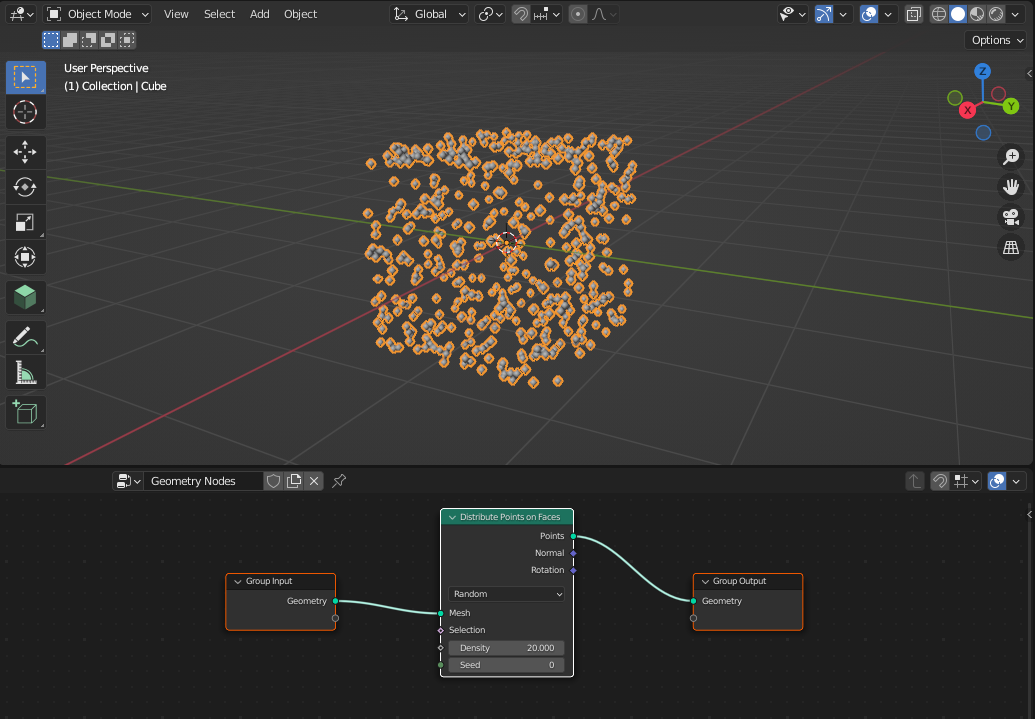 Object Mode View Select Add Object Global
Options
User Perspective
(1) Collection | Cube
Z
Y
X
Geometry Nodes
Distribute Points on Faces
Points
Normal
Rotation
Random
Mesh
Selection
Density 20.000
Seed 0
Group Input
Geometry
Group Output
Geometry